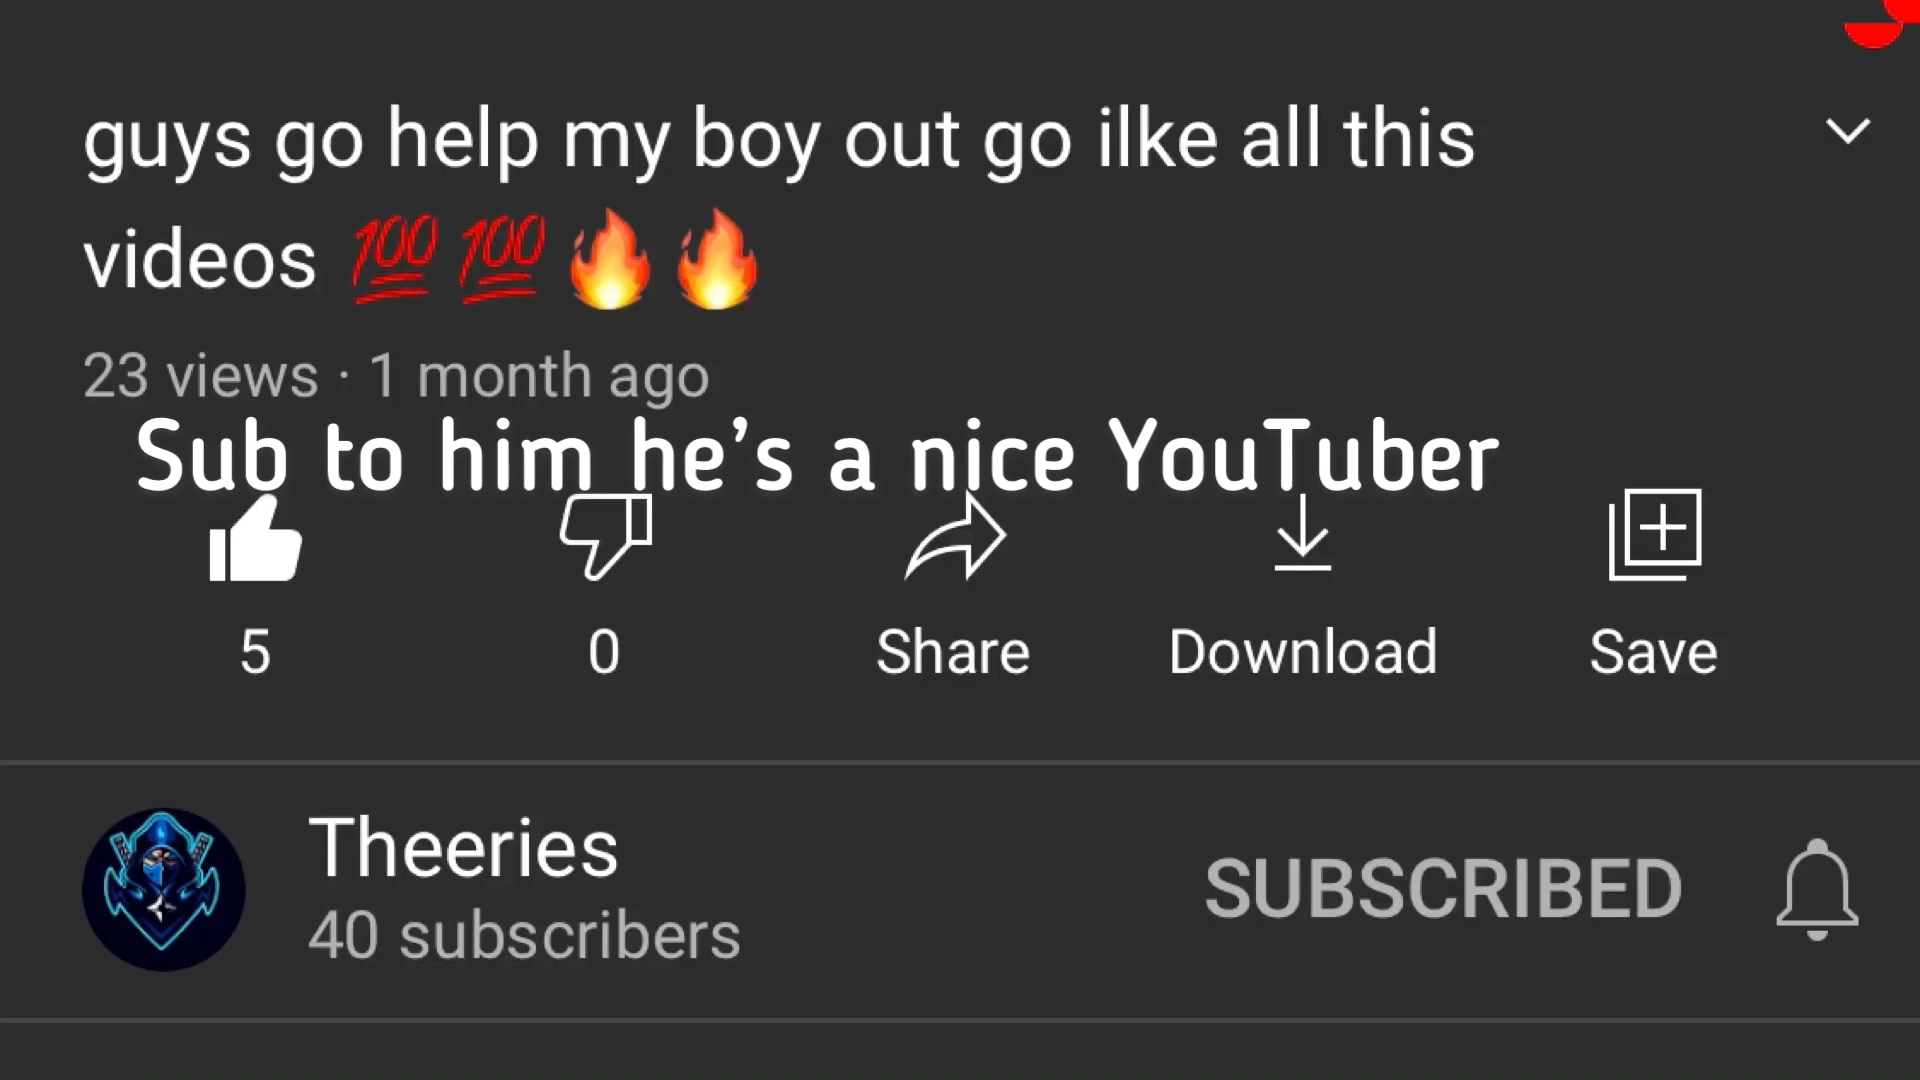 guys go help my boy out go ilke all this
videos 💯 💯 🔥 🔥
23 views · 1 month ago
Sub to him he's a nice YouTuber
5 0 Share Download Save
Theeries SUBSCRIBED
40 subscribers